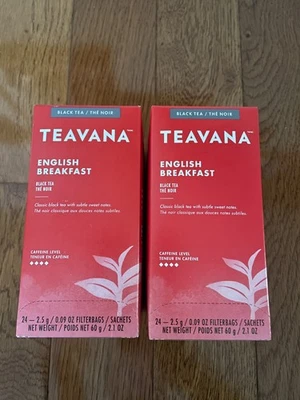 BLACK TEA / THÉ NOIR
TEAVANA™
ENGLISH
BREAKFAST
BLACK TEA
THÉ NOIR
Classic black tea with subtle sweet notes.
Thé noir classique aux douces notes subtiles.
CAFFEINE LEVEL
TENEUR EN CAFÉINE
24 – 2.5 g / 0.09 OZ FILTERBAGS / SACHETS
NET WEIGHT / POIDS NET 60 g / 2.1 OZ
BLACK TEA / THÉ NOIR
TEAVANA™
ENGLISH
BREAKFAST
BLACK TEA
THÉ NOIR
Classic black tea with subtle sweet notes.
Thé noir classique aux douces notes subtiles.
CAFFEINE LEVEL
TENEUR EN CAFÉINE
24 – 2.5 g / 0.09 OZ FILTERBAGS / SACHETS
NET WEIGHT / POIDS NET 60 g / 2.1 OZ